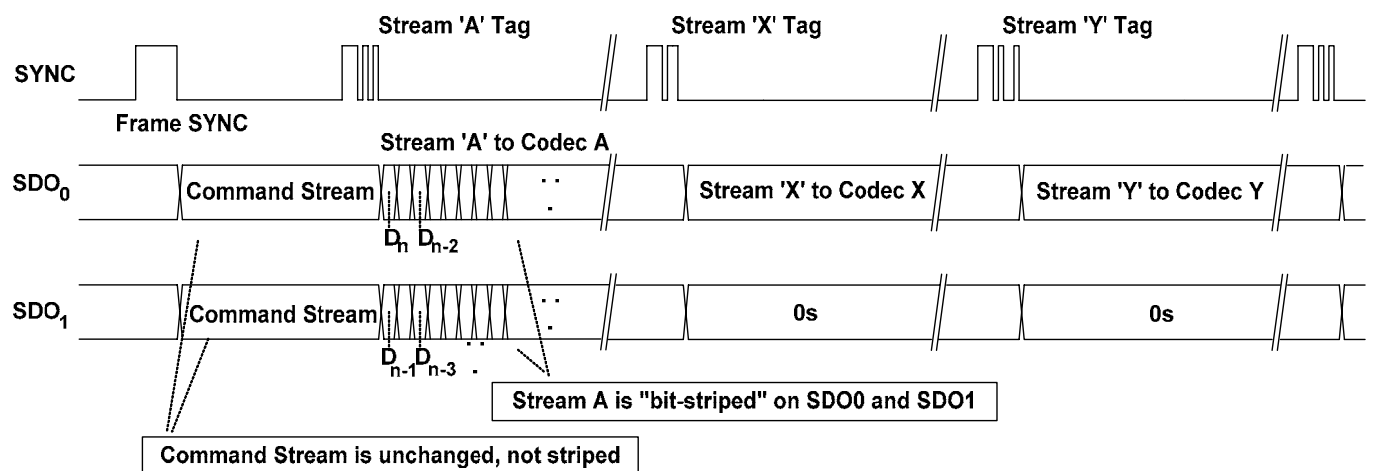 Stream 'A' Tag
Stream 'X' Tag
Stream 'Y' Tag
SYNC
Frame SYNC
Stream 'A' to Codec A
SDO0
Command Stream
Stream 'X' to Codec X
Stream 'Y' to Codec Y
Dn
Dn-2
SDO1
Command Stream
0s
0s
Dn-1
Dn-3
Stream A is "bit-striped" on SDO0 and SDO1
Command Stream is unchanged, not striped